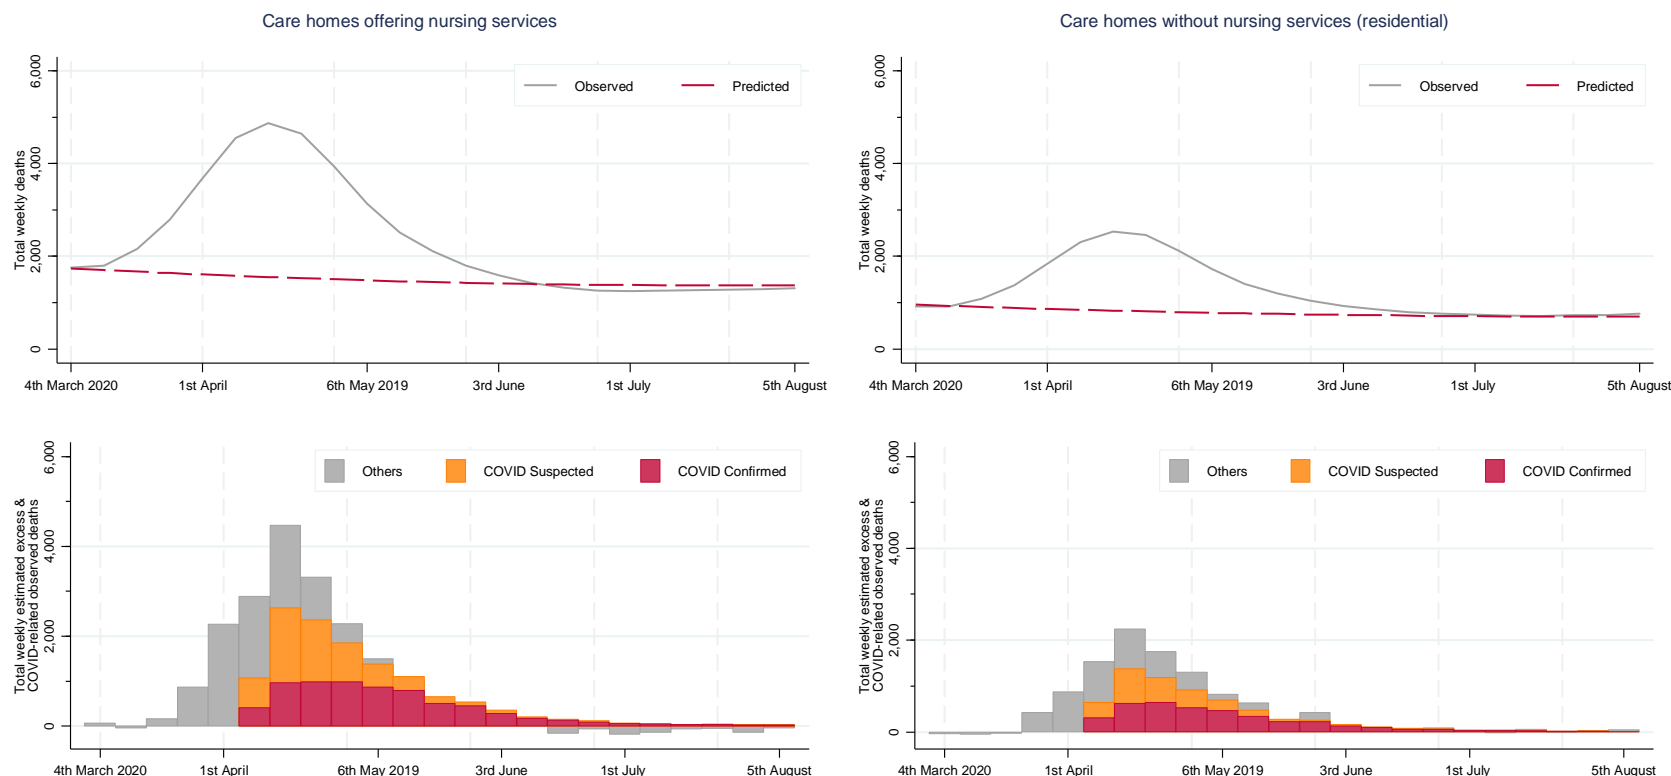 Care homes offering nursing services
Care homes without nursing services (residential)
Total weekly deaths
6,000
4,000
2,000
0
Observed
Predicted
4th March 2020
1st April
6th May 2019
3rd June
1st July
5th August
Total weekly deaths
6,000
4,000
2,000
0
Observed
Predicted
4th March 2020
1st April
6th May 2019
3rd June
1st July
5th August
Total weekly estimated excess &
COVID-related observed deaths
6,000
4,000
2,000
0
Others
COVID Suspected
COVID Confirmed
4th March 2020
1st April
6th May 2019
3rd June
1st July
5th August
Total weekly estimated excess &
COVID-related observed deaths
6,000
4,000
2,000
0
Others
COVID Suspected
COVID Confirmed
4th March 2020
1st April
6th May 2019
3rd June
1st July
5th August